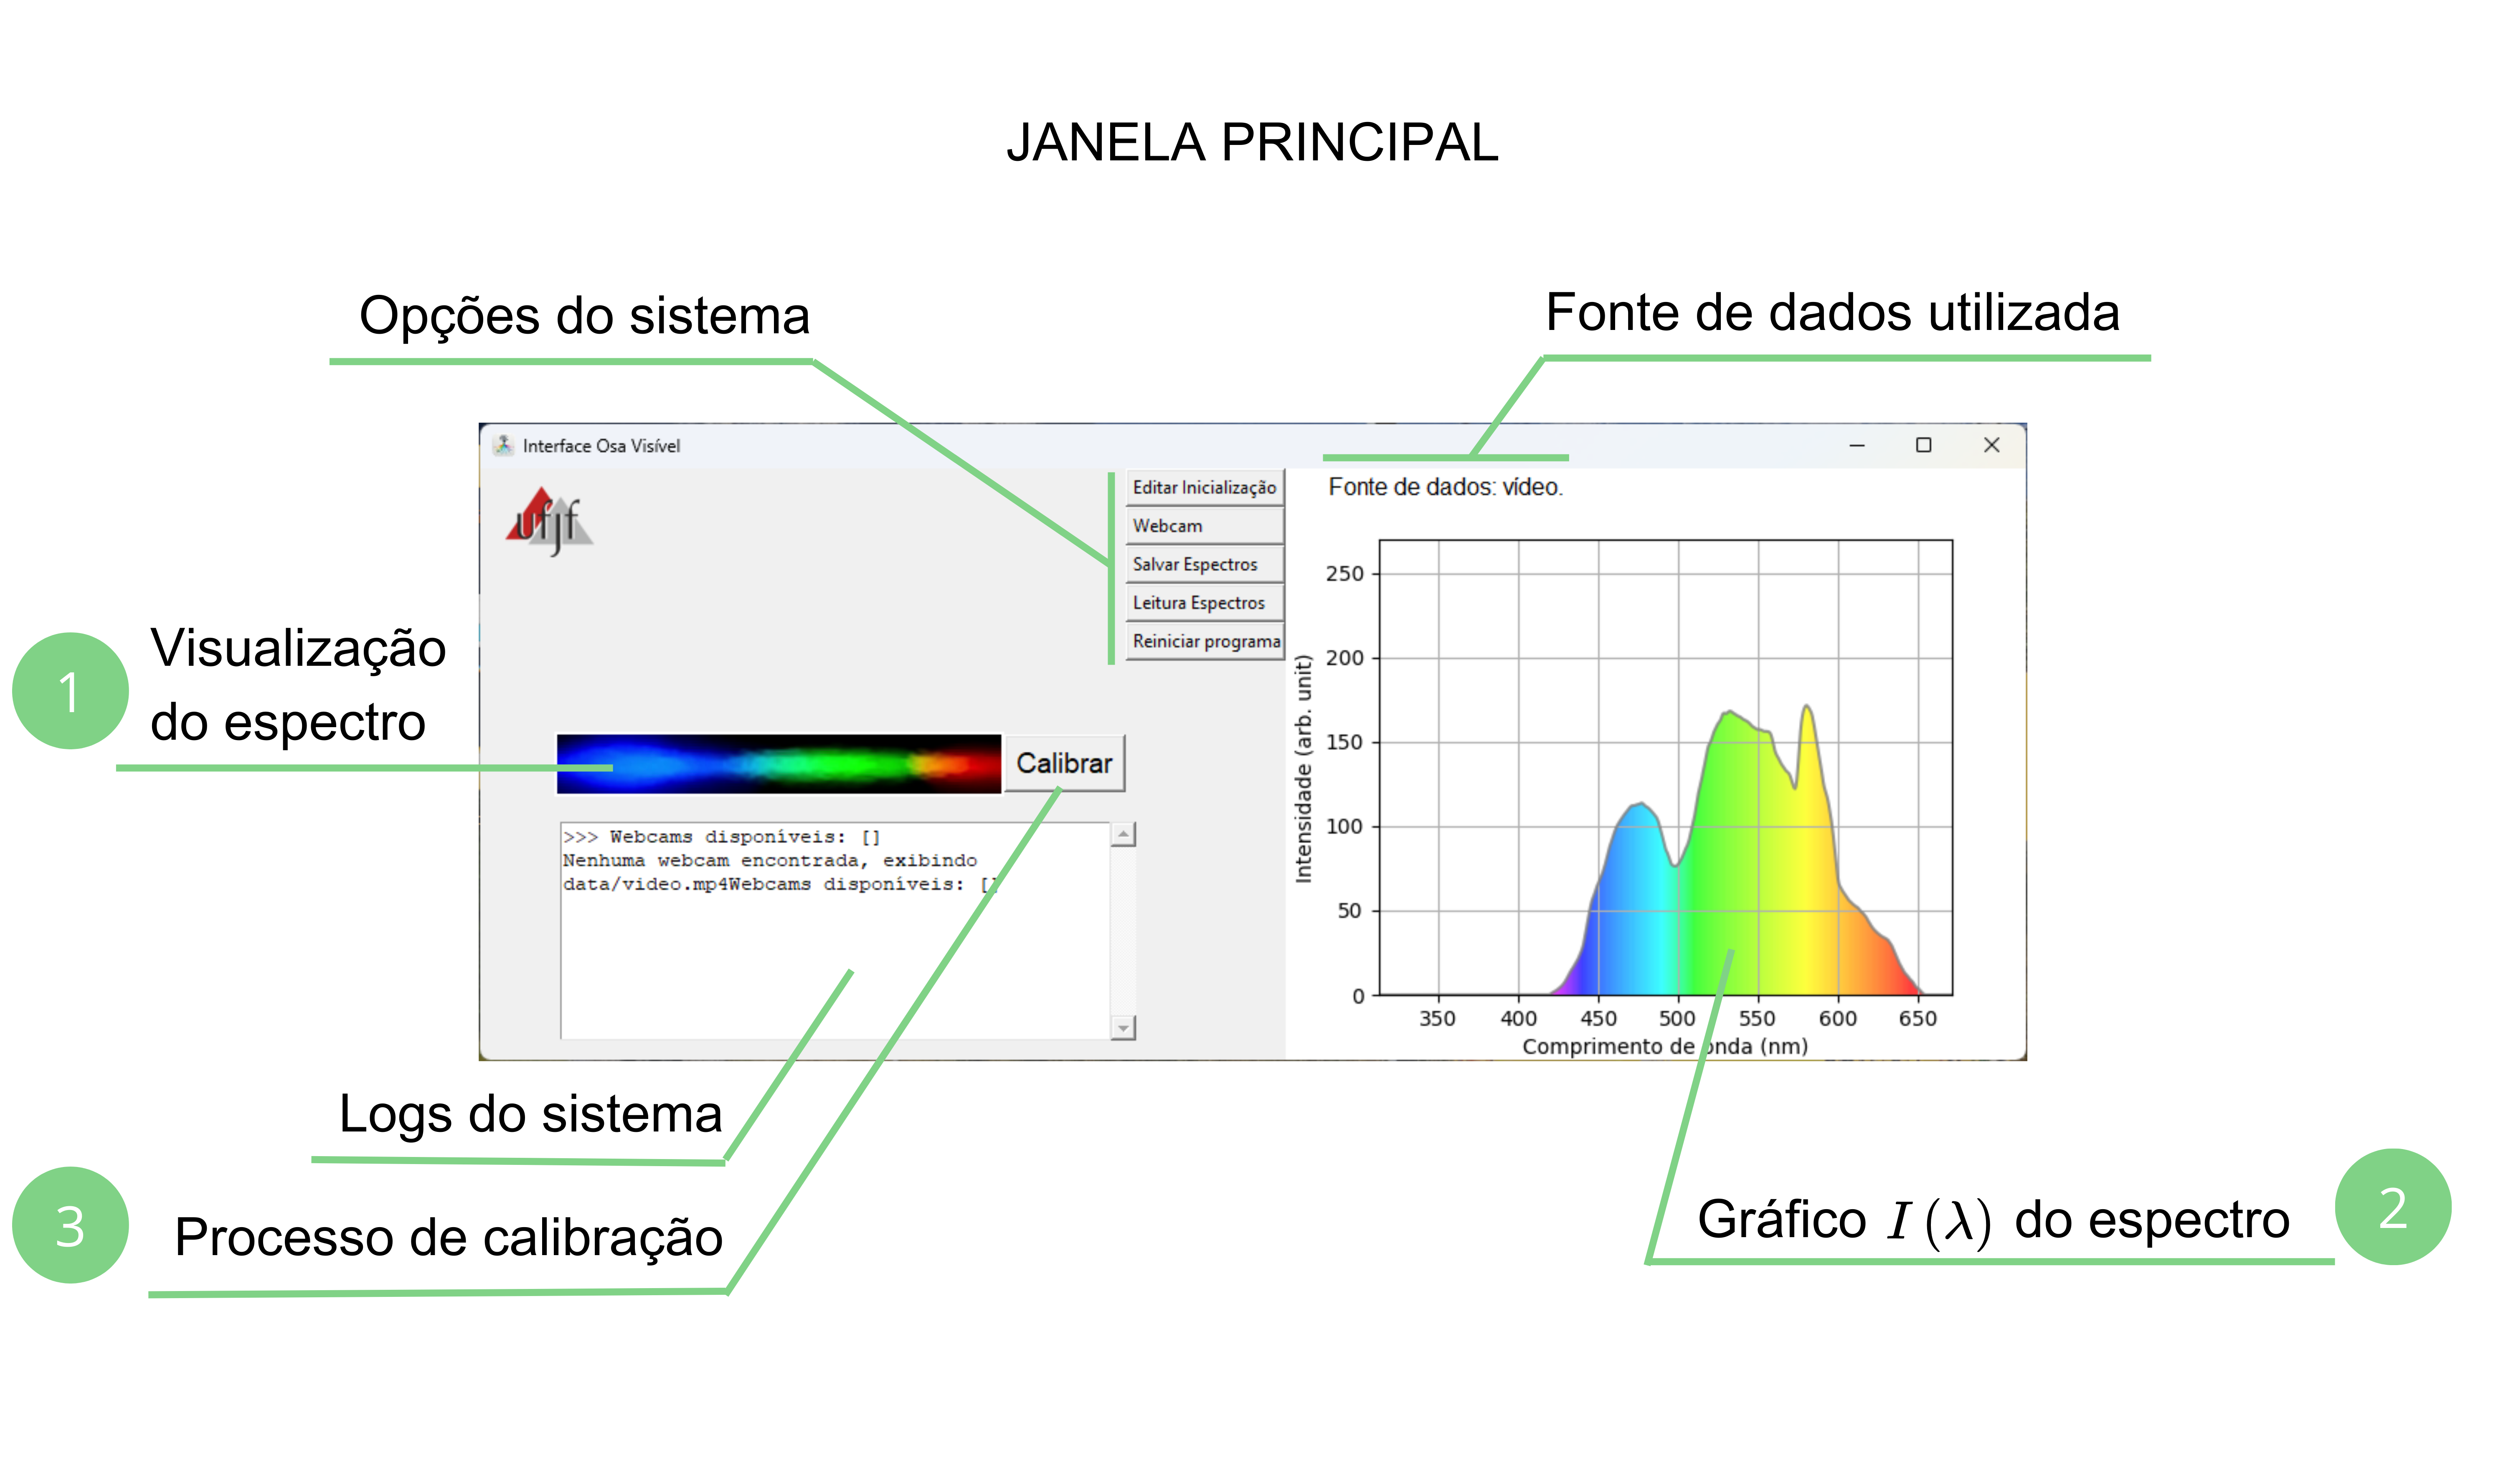 JANELA PRINCIPAL
Opções do sistema
Fonte de dados utilizada
Interface Osa Visível
ufjf
Editar Inicialização
Webcam
Salvar Espectros
Leitura Espectros
Reiniciar programa
Fonte de dados: vídeo.
1
Visualização
do espectro
Calibrar
>>> Webcams disponíveis: []
Nenhuma webcam encontrada, exibindo
data/video.mp4Webcams disponíveis: []
Intensidade (arb. unit)
250
200
150
100
50
0
350 400 450 500 550 600 650
Comprimento de onda (nm)
Logs do sistema
3
Processo de calibração
Gráfico I (λ) do espectro
2